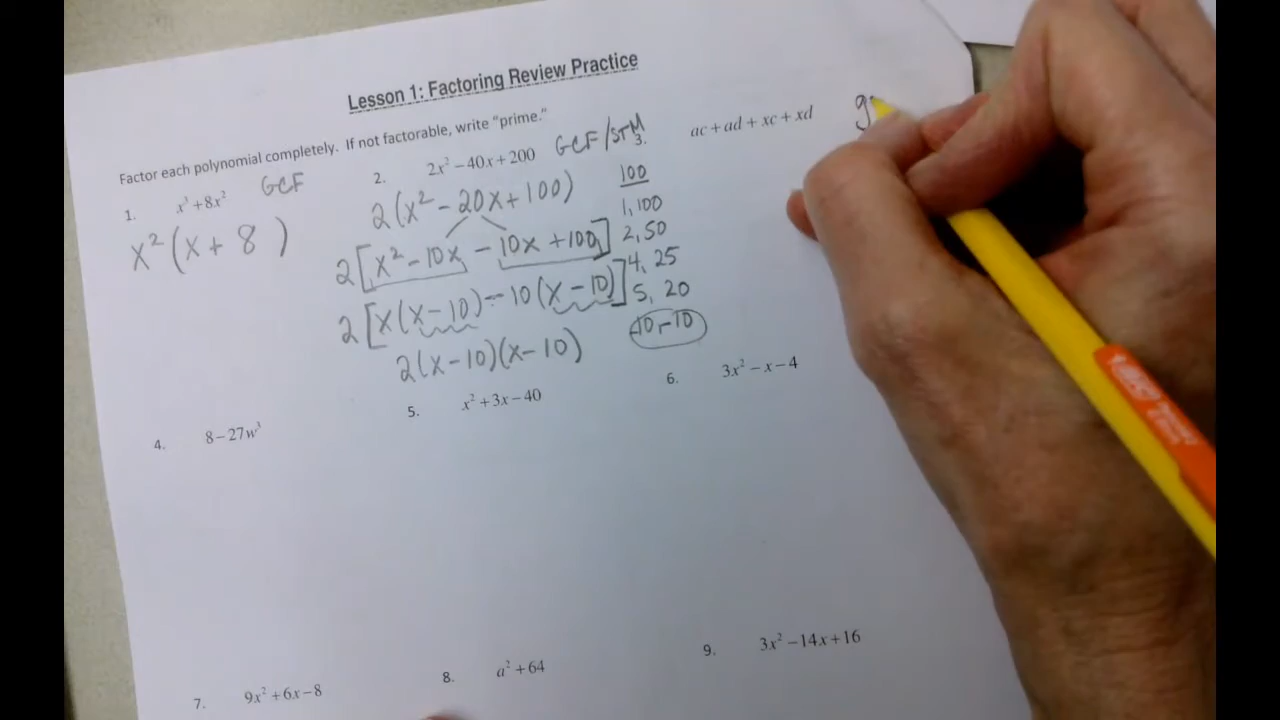 Lesson 1: Factoring Review Practice
Factor each polynomial completely. If not factorable, write "prime."
1. x³ + 8x² GCF
x² (x + 8 )
2. 2x² – 40x + 200 GCF/STM
2(x² – 20x + 100)
2[x² – 10x – 10x + 100]
2[x(x – 10) – 10(x – 10)]
2(x – 10)(x – 10)
100
1, 100
2, 50
4, 25
5, 20
-10, -10
3. ac + ad + xc + xd
4. 8 – 27w³
5. x² + 3x – 40
6. 3x² – x – 4
7. 9x² + 6x – 8
8. a² + 64
9. 3x² – 14x + 16